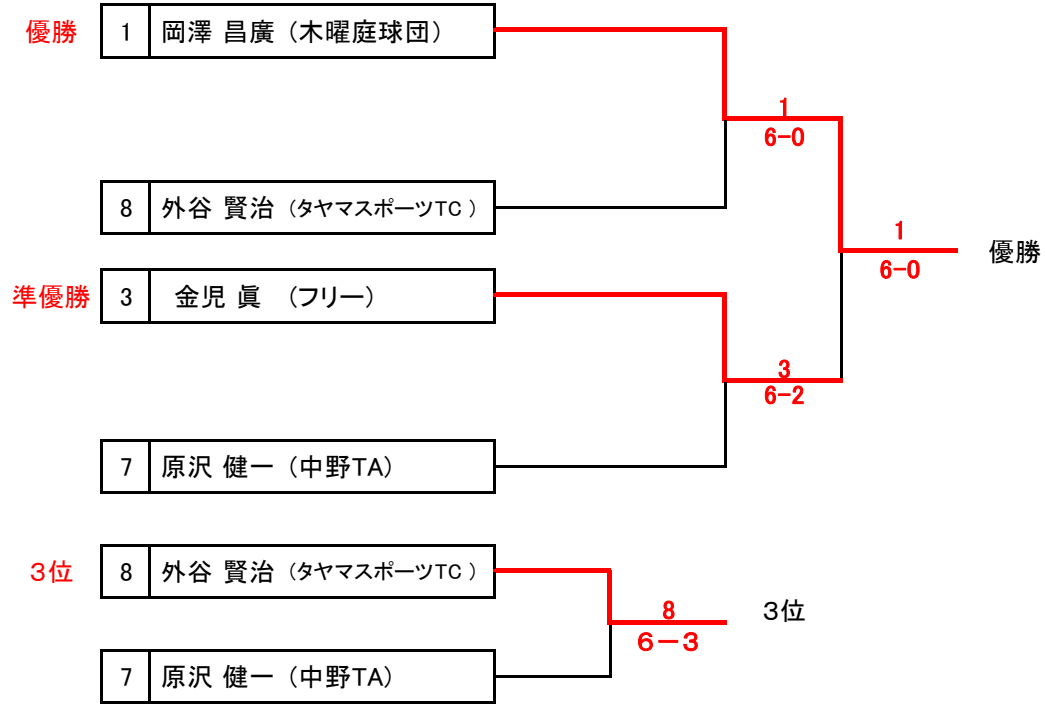 優勝 1 岡澤 昌廣 (木曜庭球団)
1
6-0
8 外谷 賢治 (タヤマスポーツTC )
1
6-0
優勝
準優勝 3 金児 眞 (フリー)
3
6-2
7 原沢 健一 (中野TA)
3位 8 外谷 賢治 (タヤマスポーツTC )
8
6-3
3位
7 原沢 健一 (中野TA)